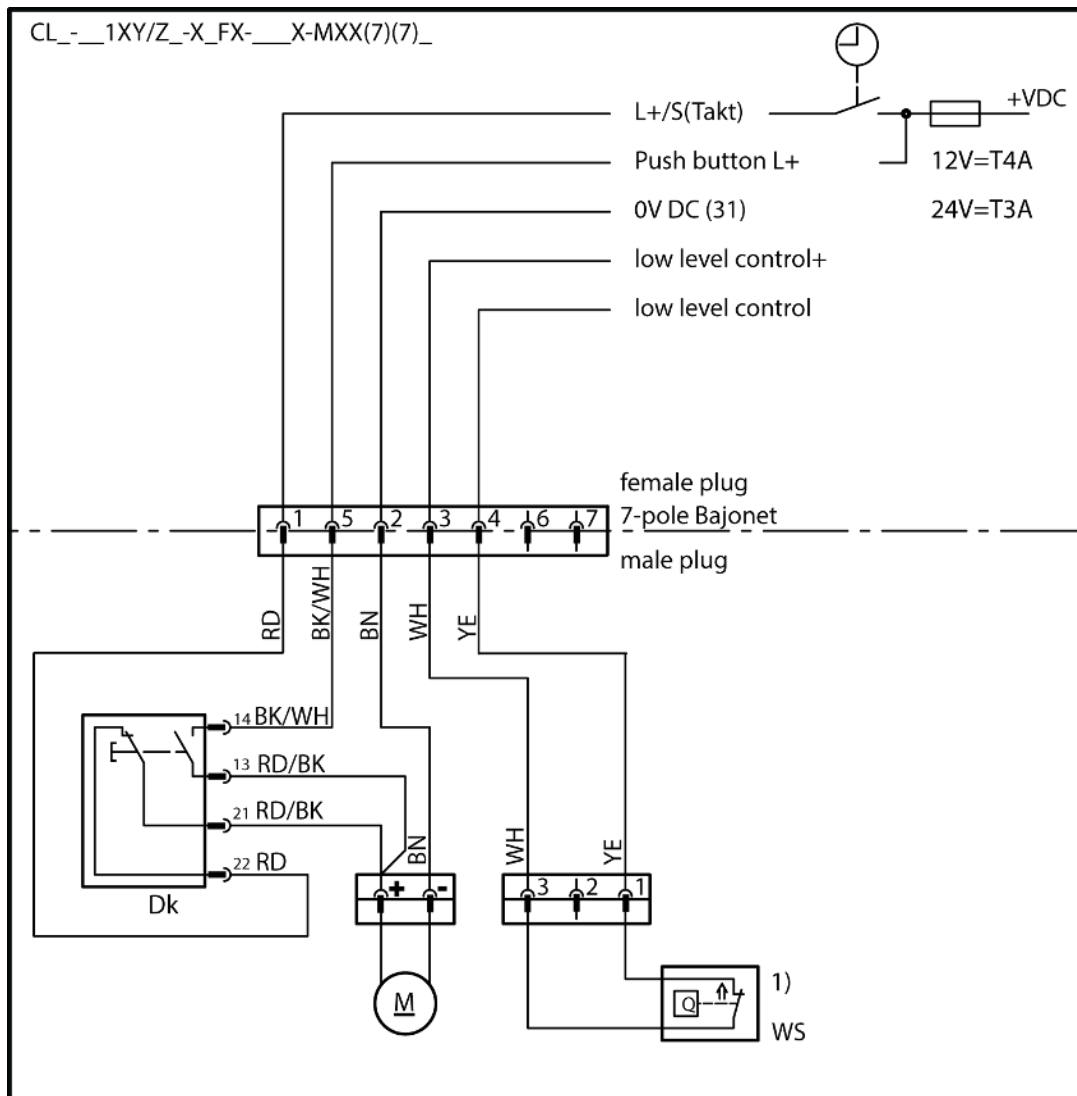 CL_-__1XY/Z_-X_FX-___X-MXX(7)(7)_
L+/S(Takt)
+VDC
Push button L+
12V=T4A
0V DC (31)
24V=T3A
low level control+
low level control
female plug
1 5 2 3 4 6 7
7-pole Bajonet
male plug
RD
BK/WH
BN
WH
YE
14 BK/WH
13 RD/BK
21 RD/BK
22 RD
Dk
BN
WH
YE
+ -
3 2 1
M
Q
1)
WS